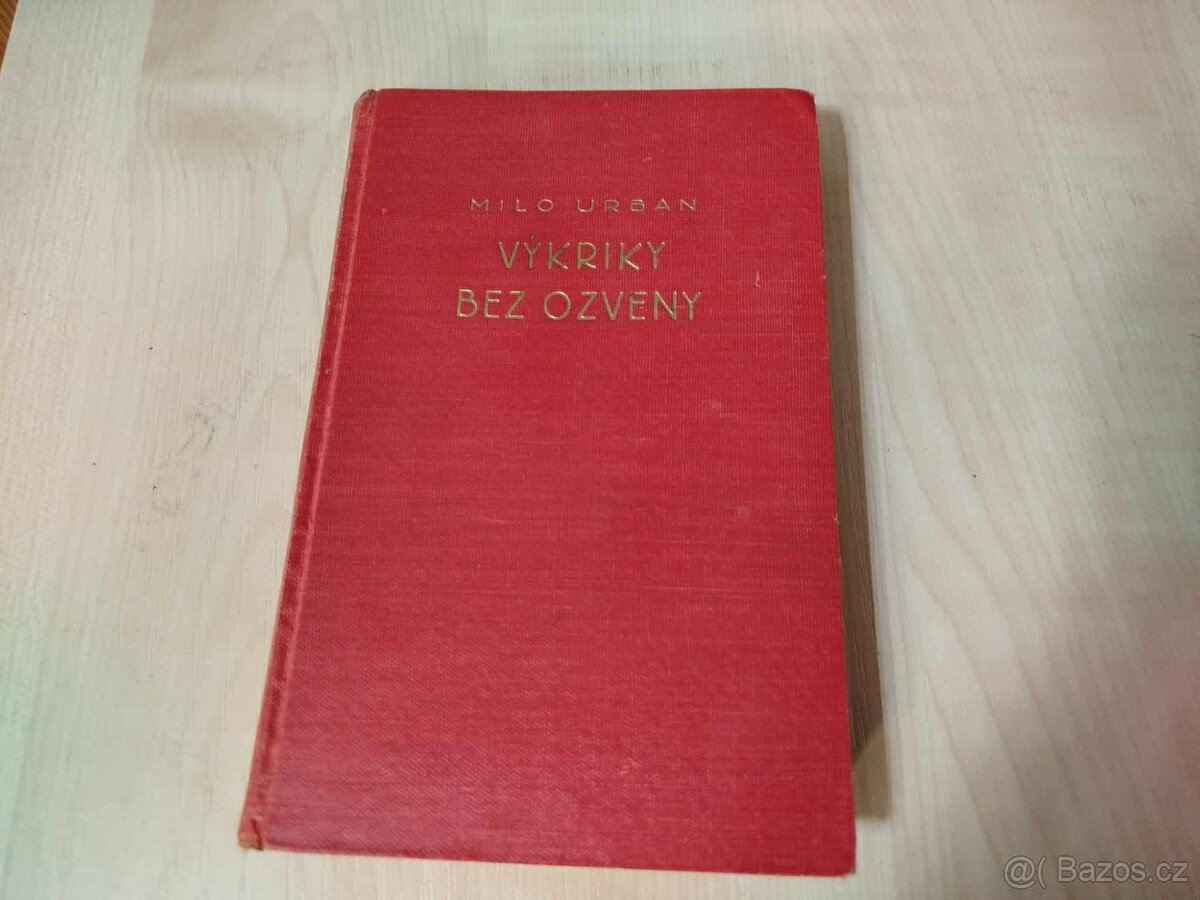 MILO URBAN
VÝKRIKY
BEZ OZVENY
@( Bazos.cz